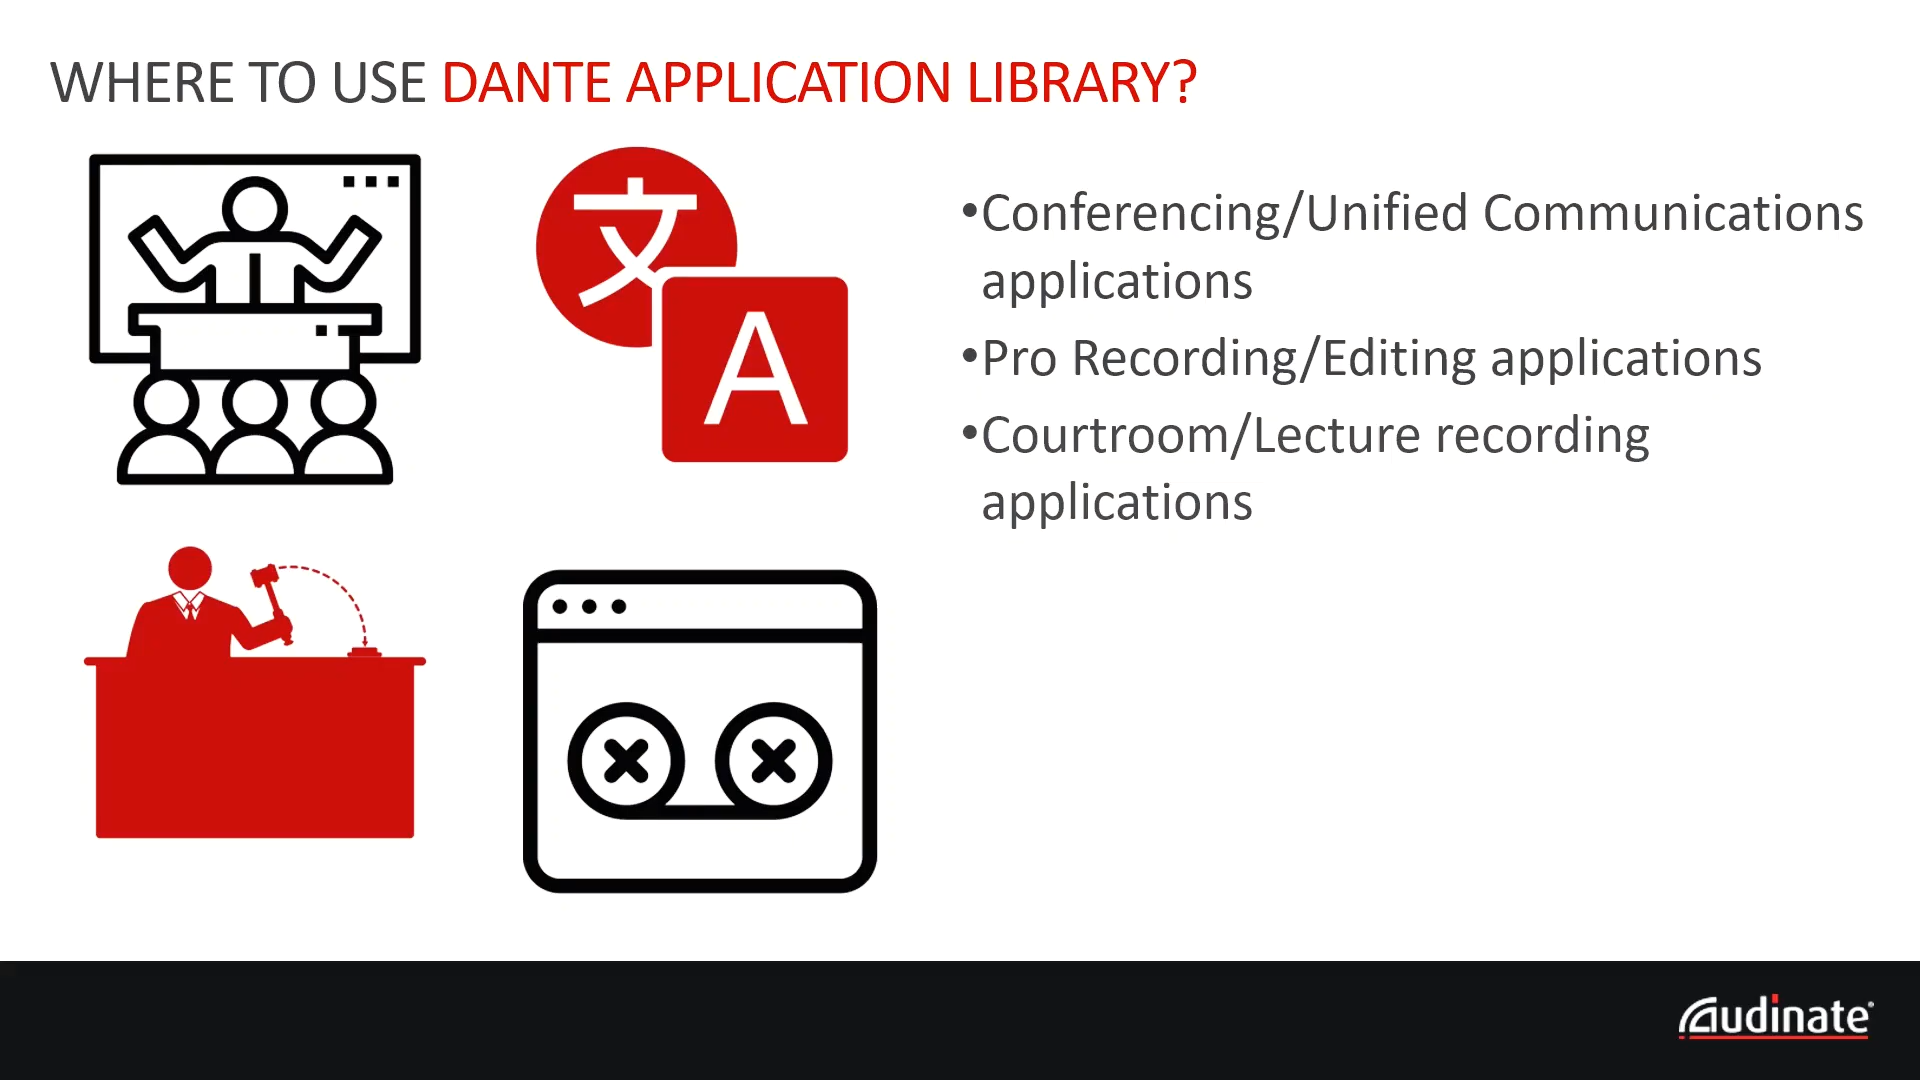 WHERE TO USE DANTE APPLICATION LIBRARY?
文
A
•Conferencing/Unified Communications
applications
•Pro Recording/Editing applications
•Courtroom/Lecture recording
applications
Audinate®